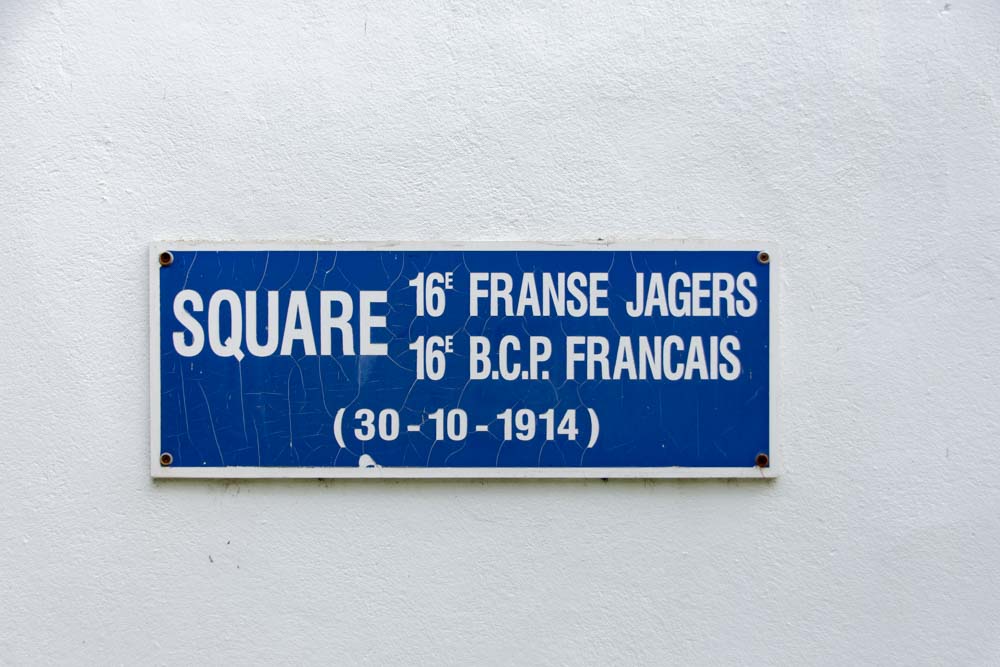 SQUARE
16E FRANSE JAGERS
16E B.C.P. FRANCAIS
(30-10-1914)